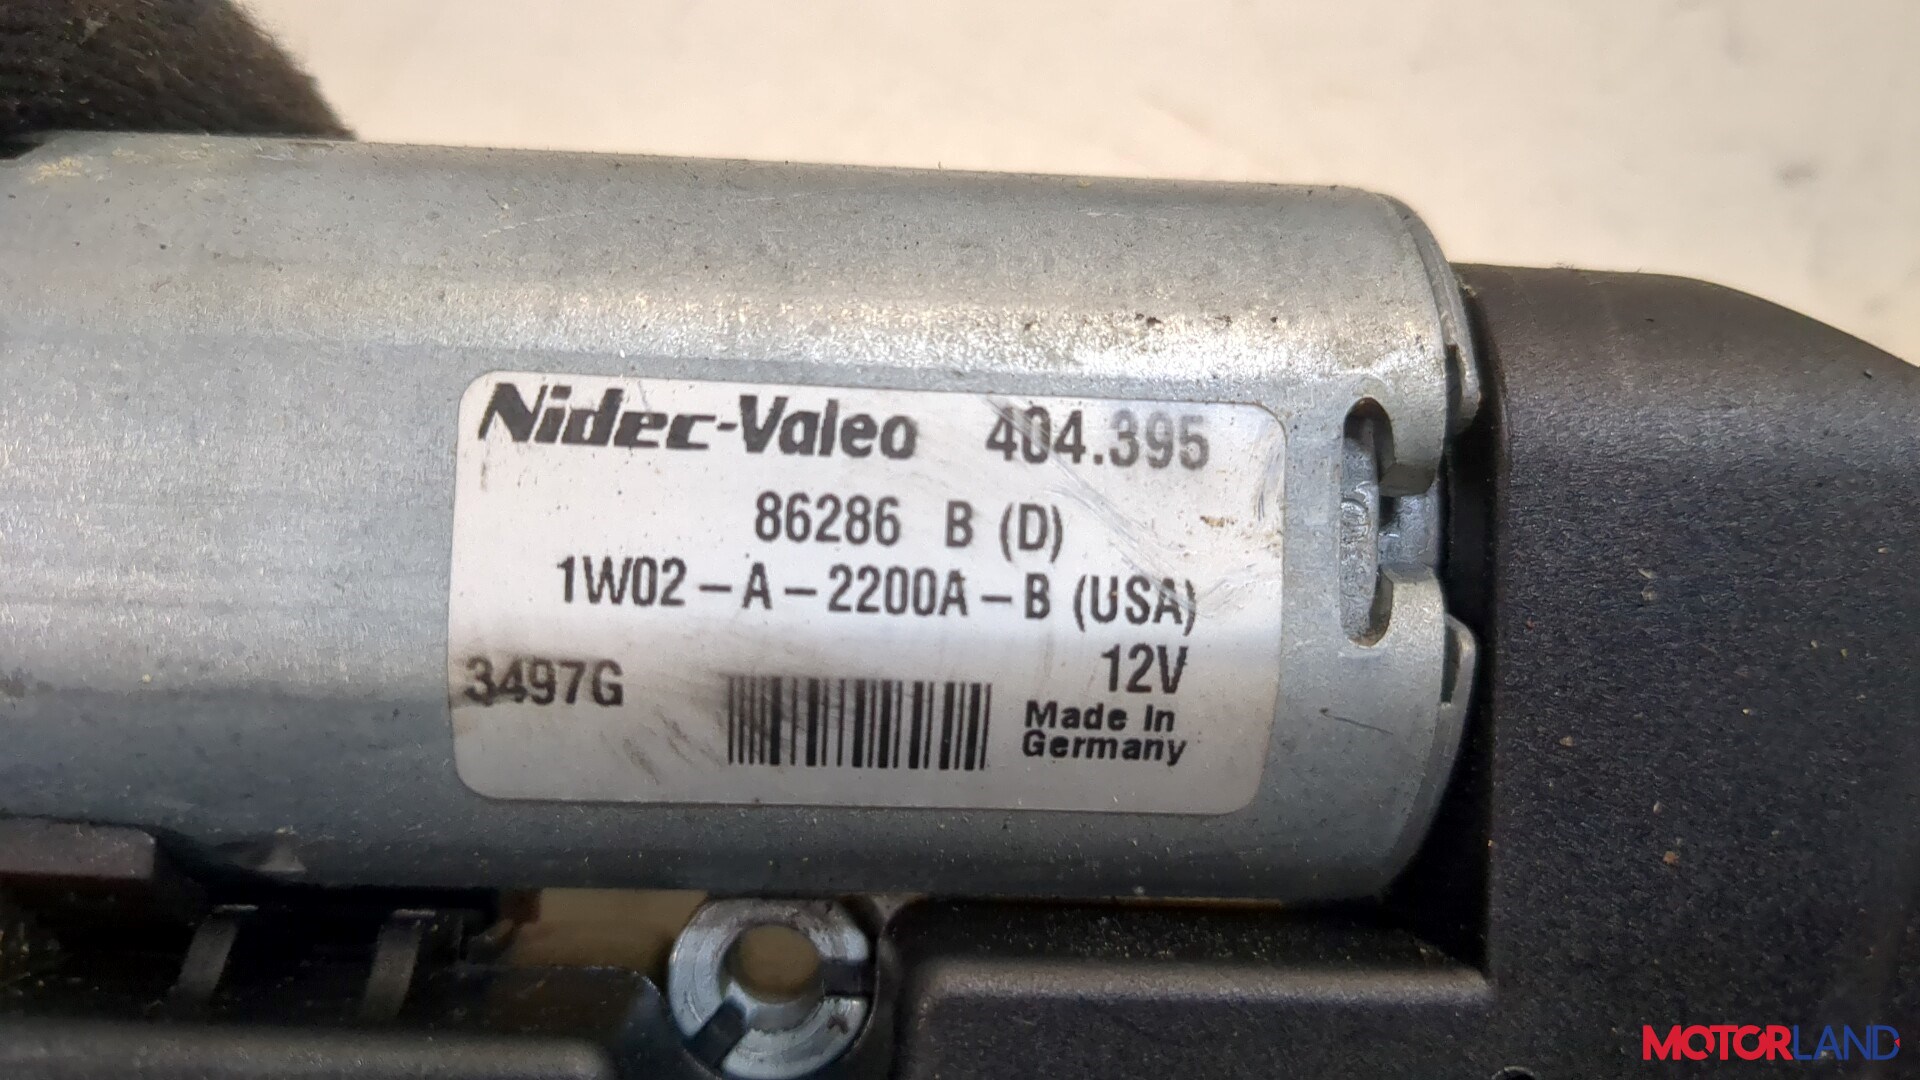 Nidec-Valeo 404.395
86286 B (D)
1W02-A-2200A-B (USA)
3497G 12V
Made In
Germany
MOTORLAND